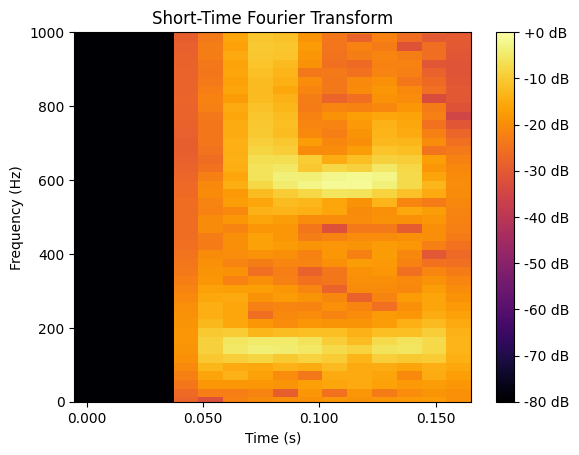 Short-Time Fourier Transform
Frequency (Hz)
1000
800
600
400
200
0
0.000
0.050
0.100
0.150
Time (s)
+0 dB
-10 dB
-20 dB
-30 dB
-40 dB
-50 dB
-60 dB
-70 dB
-80 dB